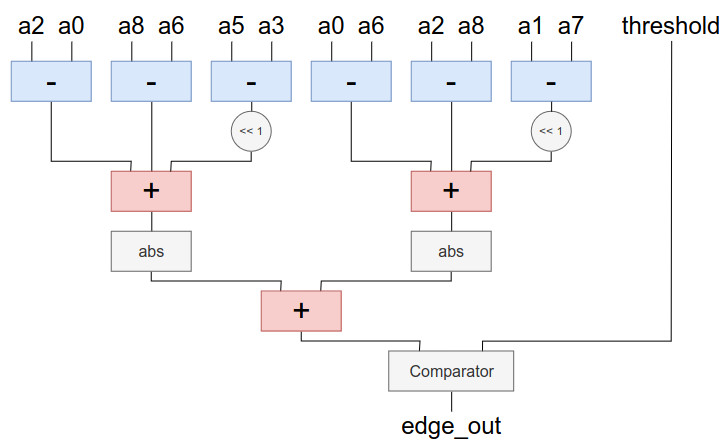 a2 a0 a8 a6 a5 a3 a0 a6 a2 a8 a1 a7 threshold
- - - - - -
<< 1 << 1
+ +
abs abs
+
Comparator
edge_out